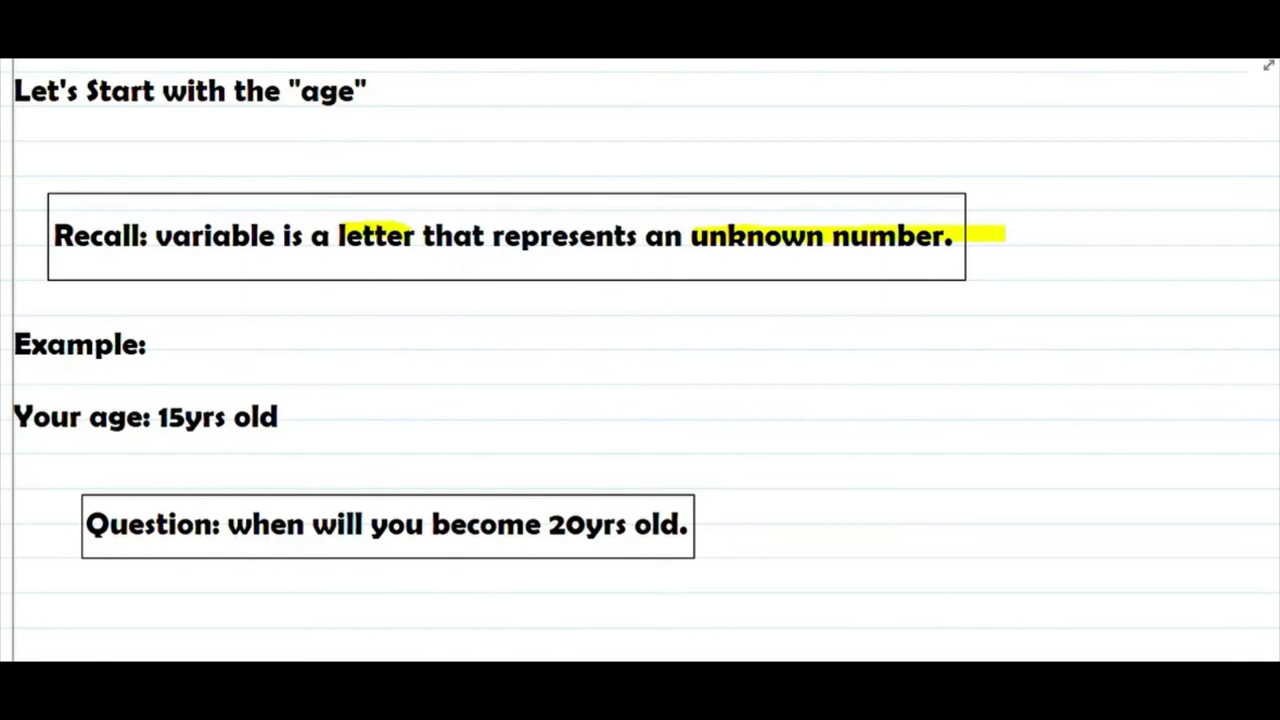 Let's Start with the "age"
Recall: variable is a letter that represents an unknown number.
Example:
Your age: 15yrs old
Question: when will you become 20yrs old.